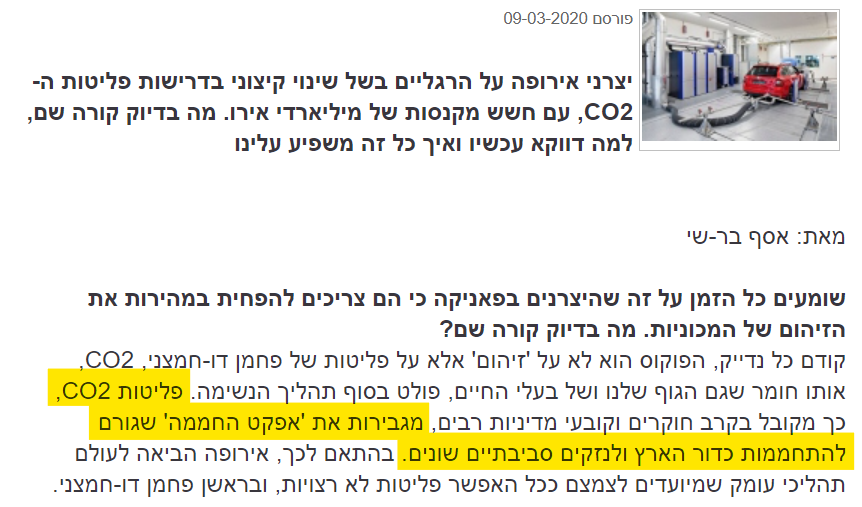 פורסם 09-03-2020
יצרני אירופה על הרגליים בשל שינוי קיצוני בדרישות פליטות ה-
CO2, עם חשש מקנסות של מיליארדי אירו. מה בדיוק קורה שם,
למה דווקא עכשיו ואיך כל זה משפיע עלינו
מאת: אסף בר-שי
שומעים כל הזמן על זה שהיצרנים בפאניקה כי הם צריכים להפחית במהירות את
הזיהום של המכוניות. מה בדיוק קורה שם?
קודם כל נדייק, הפוקוס הוא לא על 'זיהום' אלא על פליטות של פחמן דו-חמצני, CO2,
אותו חומר שגם הגוף שלנו ושל בעלי החיים, פולט בסוף תהליך הנשימה. פליטות CO2,
כך מקובל בקרב חוקרים וקובעי מדיניות רבים, מגבירות את 'אפקט החממה' שגורם
להתחממות כדור הארץ ולנזקים סביבתיים שונים. בהתאם לכך, אירופה הביאה לעולם
תהליכי עומק שמיועדים לצמצם ככל האפשר פליטות לא רצויות, ובראשן פחמן דו-חמצני.